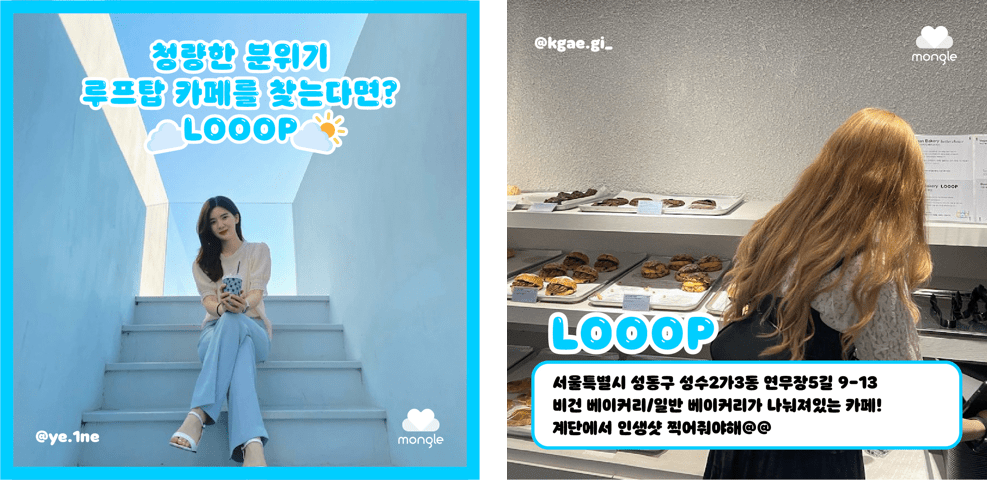 청량한 분위기
루프탑 카페를 찾는다면?
LOOOP
@ye.1ne
mongle
@kgae.gi_
mongle
LOOOP
LOOOP
서울특별시 성동구 성수2가3동 연무장5길 9-13
비건 베이커리/일반 베이커리가 나눠져있는 카페!
계단에서 인생샷 찍어줘야해@@